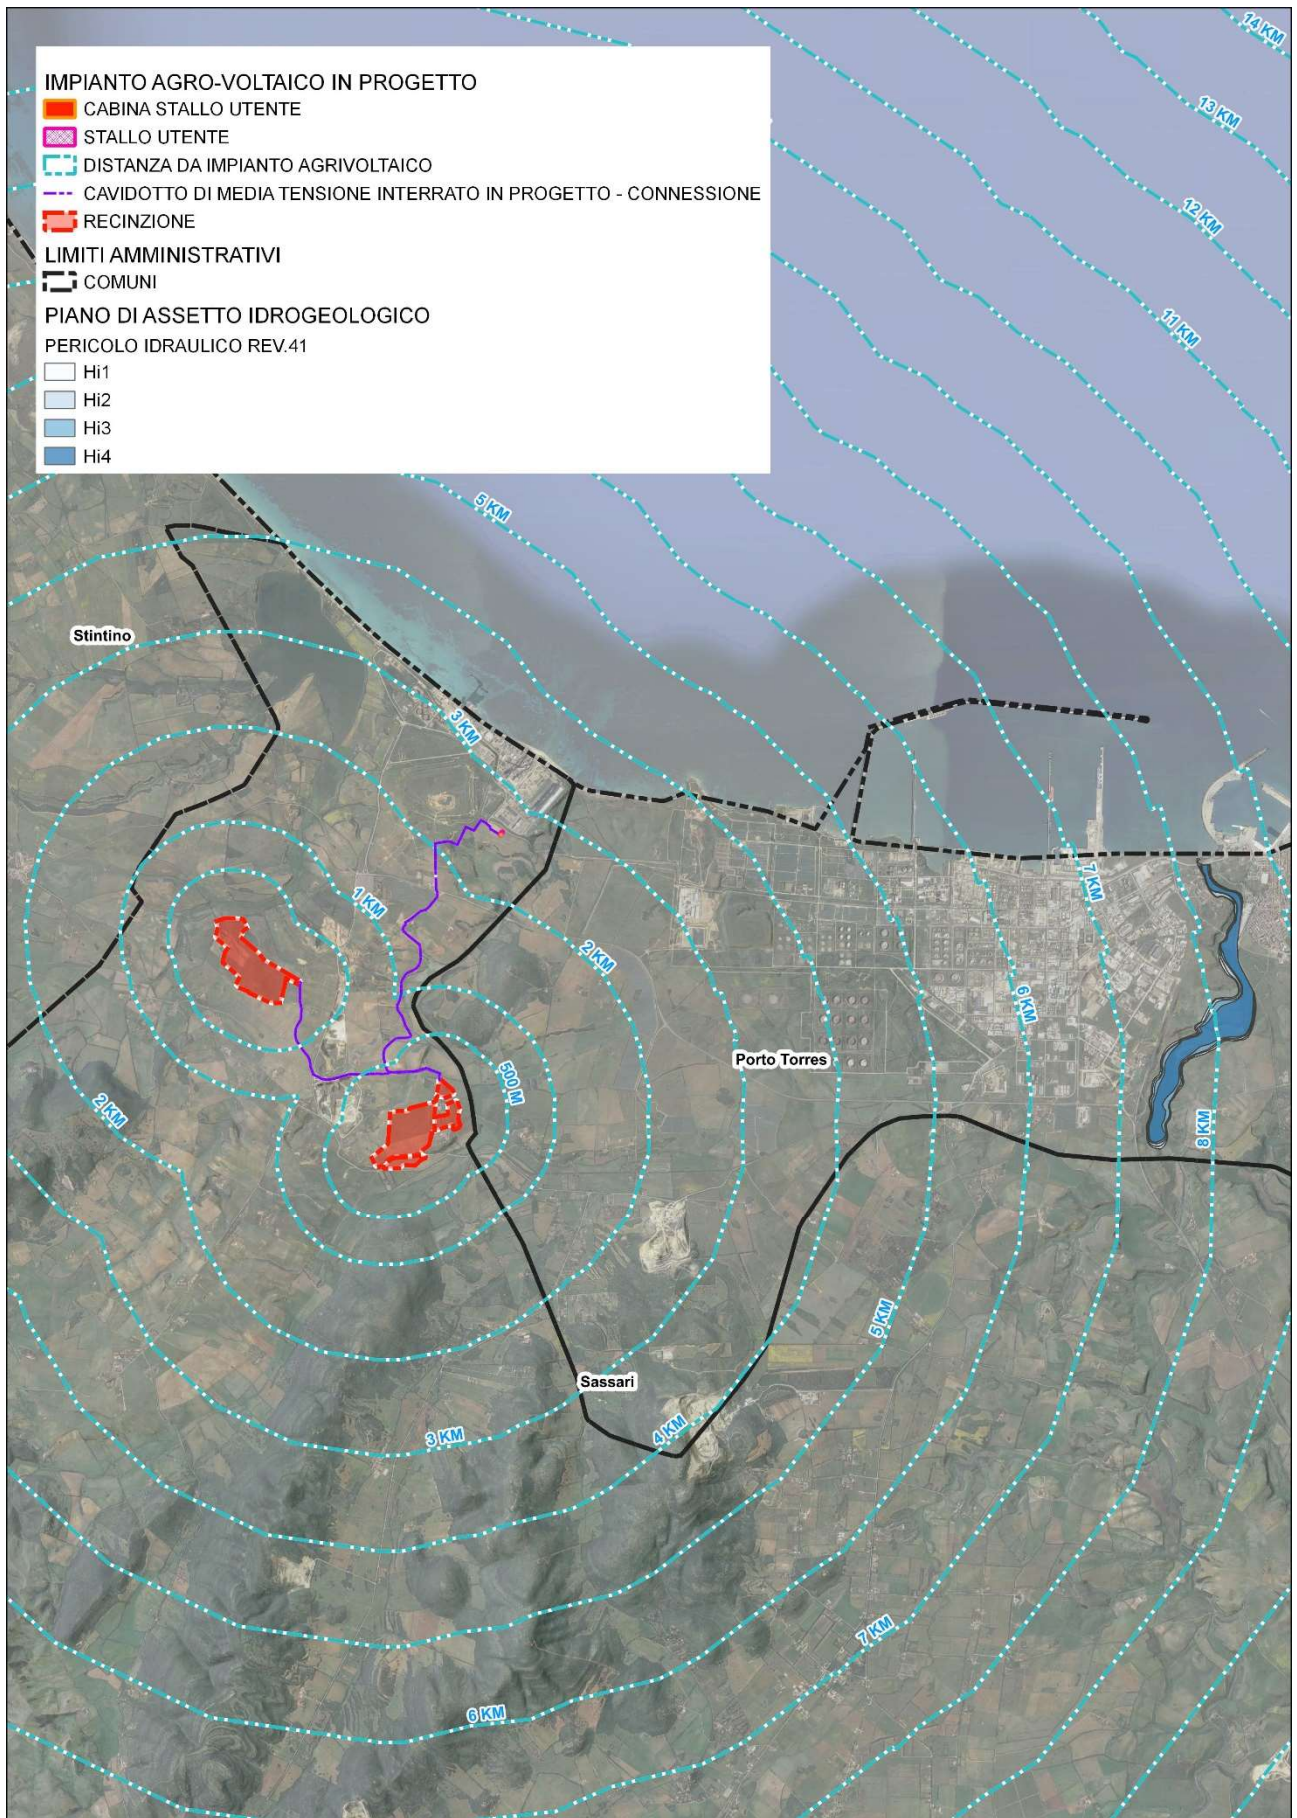 14 KM
IMPIANTO AGRO-VOLTAICO IN PROGETTO
CABINA STALLO UTENTE
STALLO UTENTE
DISTANZA DA IMPIANTO AGRIVOLTAICO
CAVIDOTTO DI MEDIA TENSIONE INTERRATO IN PROGETTO - CONNESSIONE
RECINZIONE
LIMITI AMMINISTRATIVI
COMUNI
PIANO DI ASSETTO IDROGEOLOGICO
PERICOLO IDRAULICO REV.41
Hi1
Hi2
Hi3
Hi4
13 KM
12 KM
11 KM
5 KM
Stintino
3 KM
1 KM
7 KM
2 KM
6 KM
Porto Torres
500 M
2 KM
8 KM
5 KM
Sassari
3 KM
4 KM
7 KM
6 KM